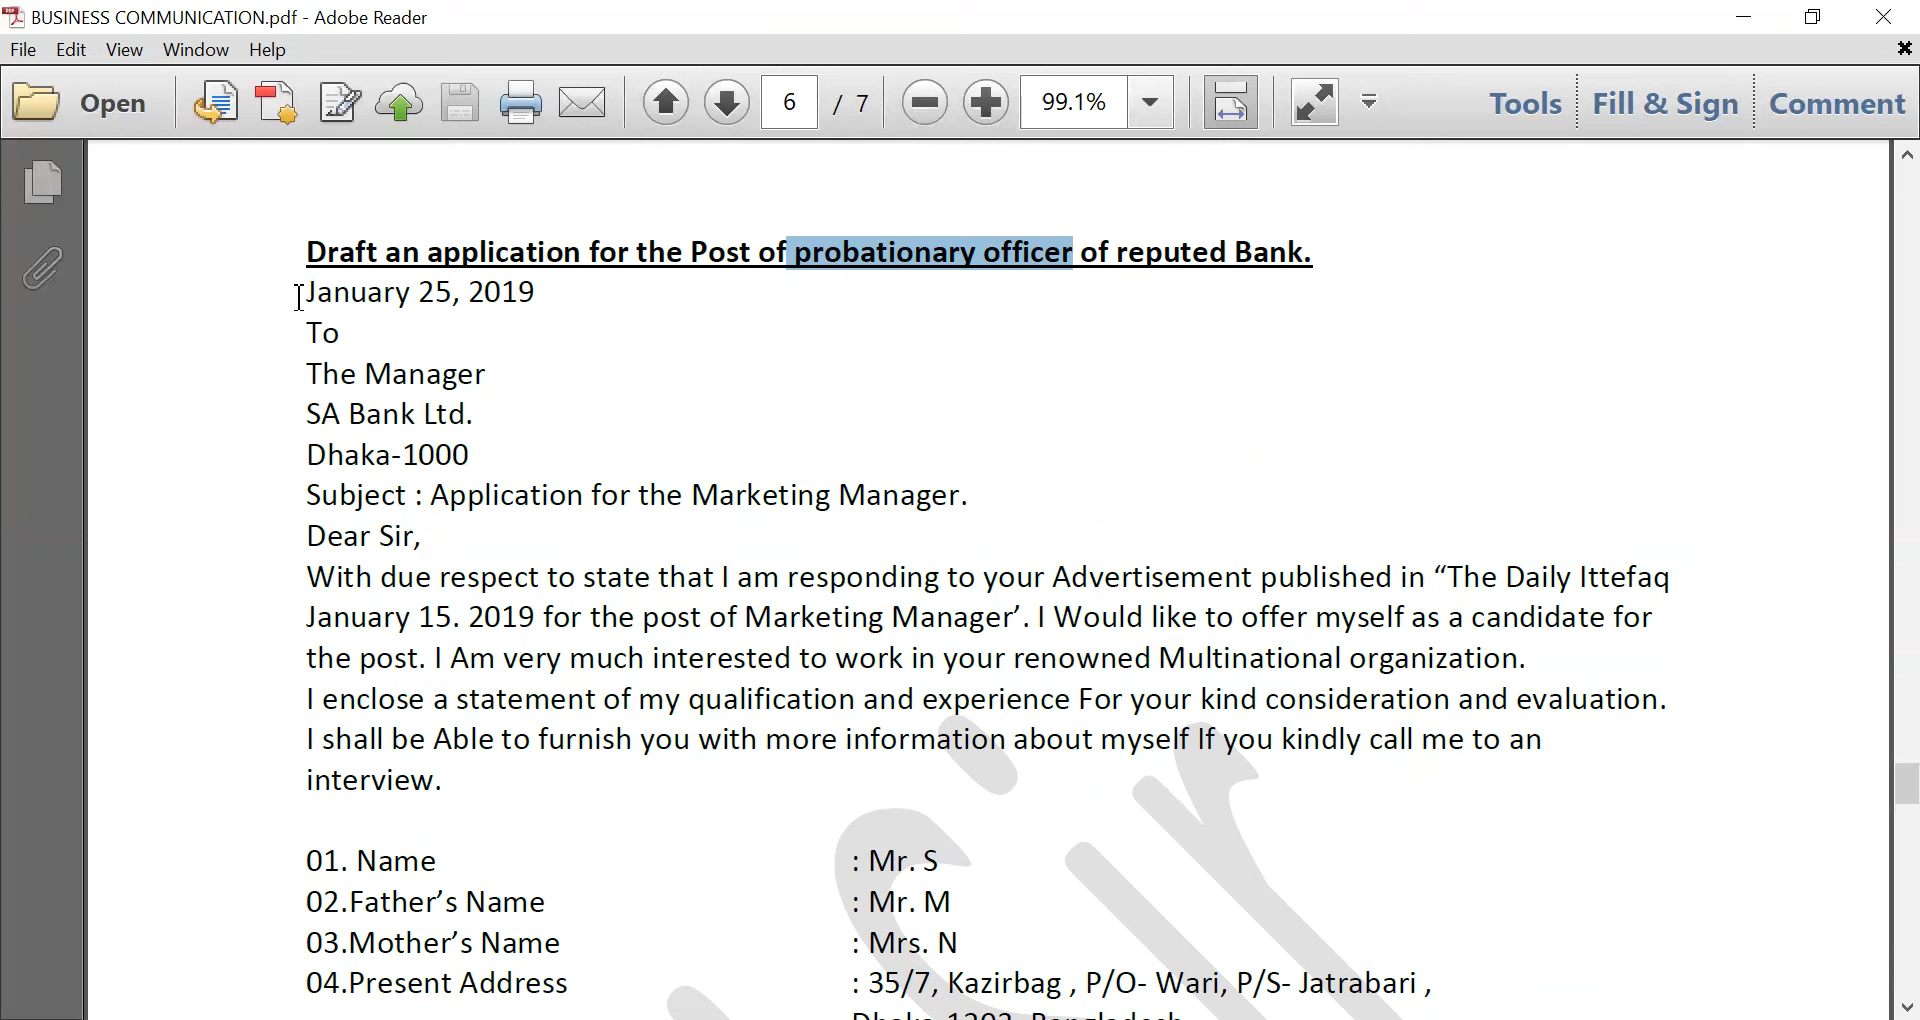 BUSINESS COMMUNICATION.pdf - Adobe Reader
File Edit View Window Help
Open 6 / 7 99.1% Tools Fill & Sign Comment
Draft an application for the Post of probationary officer of reputed Bank.
January 25, 2019
To
The Manager
SA Bank Ltd.
Dhaka-1000
Subject : Application for the Marketing Manager.
Dear Sir,
With due respect to state that I am responding to your Advertisement published in “The Daily Ittefaq
January 15. 2019 for the post of Marketing Manager’. I Would like to offer myself as a candidate for
the post. I Am very much interested to work in your renowned Multinational organization.
I enclose a statement of my qualification and experience For your kind consideration and evaluation.
I shall be Able to furnish you with more information about myself If you kindly call me to an
interview.
01. Name : Mr. S
02.Father’s Name : Mr. M
03.Mother’s Name : Mrs. N
04.Present Address : 35/7, Kazirbag , P/O- Wari, P/S- Jatrabari ,